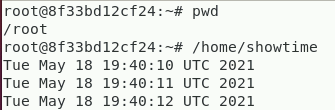 root@8f33bd12cf24:~# pwd
/root
root@8f33bd12cf24:~# /home/showtime
Tue May 18 19:40:10 UTC 2021
Tue May 18 19:40:11 UTC 2021
Tue May 18 19:40:12 UTC 2021